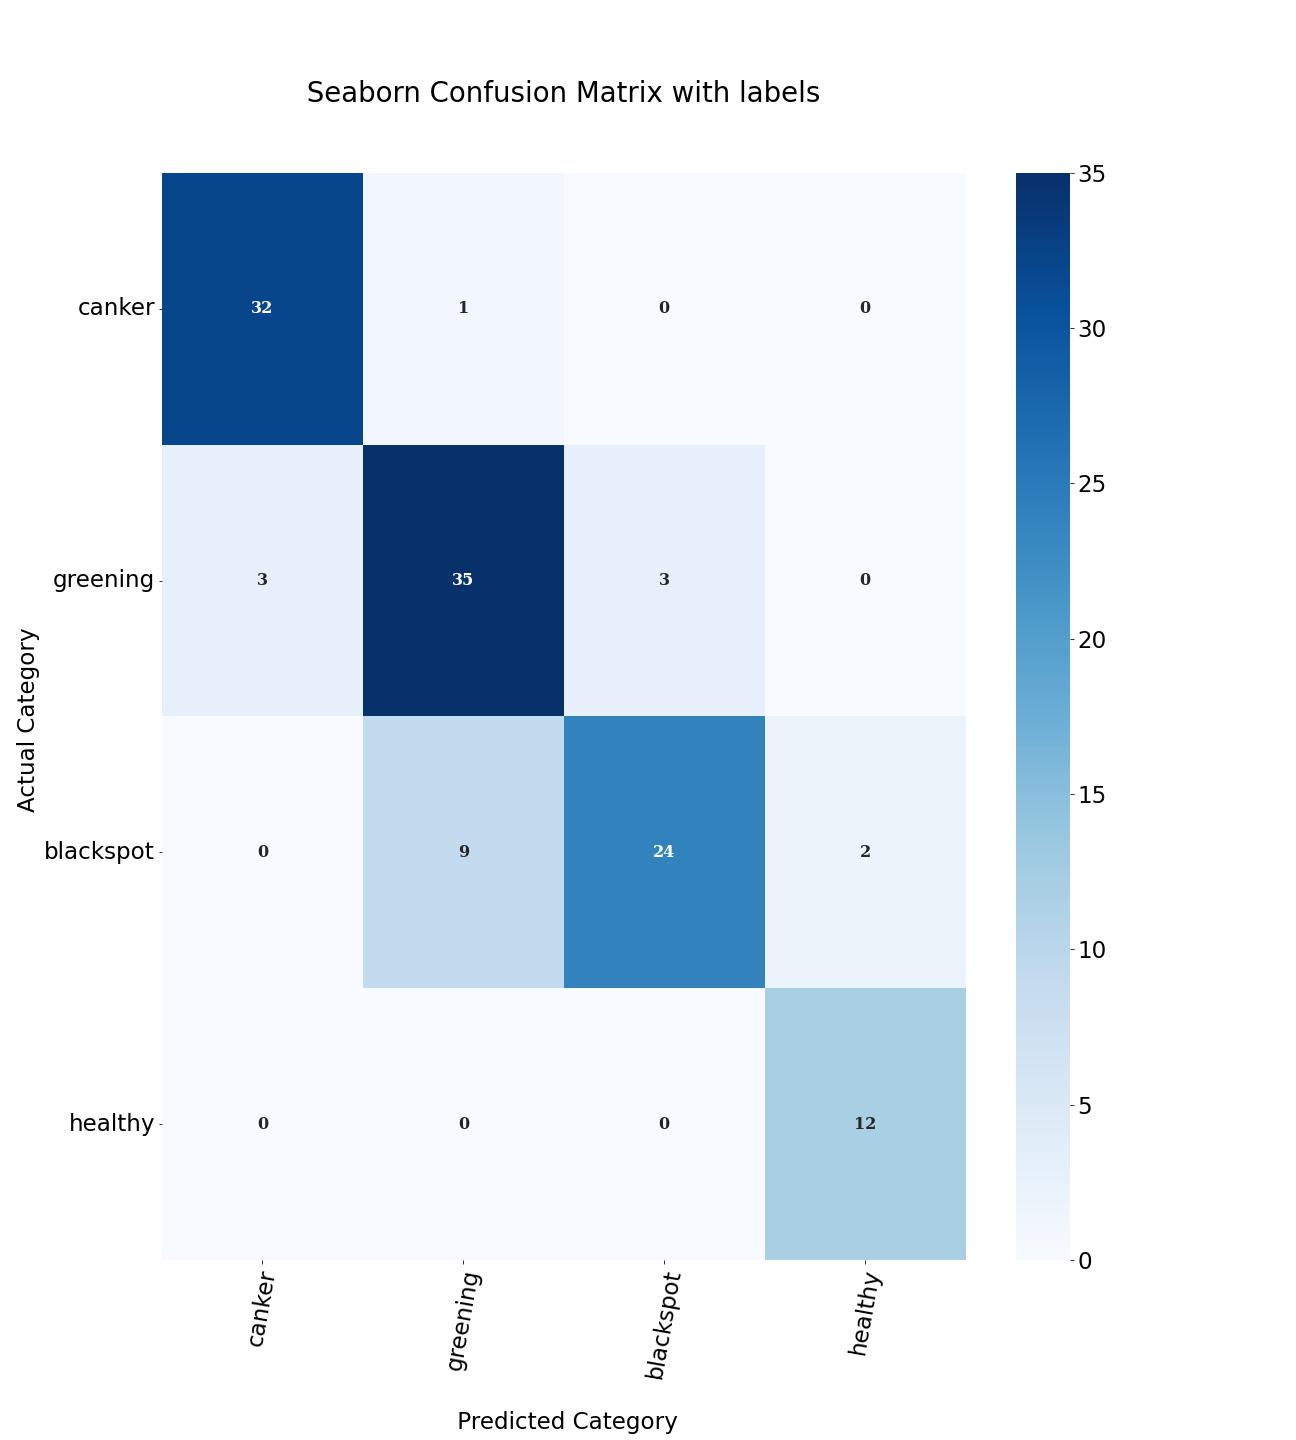 Seaborn Confusion Matrix with labels
35
canker
32 1 0 0
30
25
greening
3 35 3 0
20
Actual Category
15
blackspot
0 9 24 2
10
5
healthy
0 0 0 12
0
canker
greening
blackspot
healthy
Predicted Category